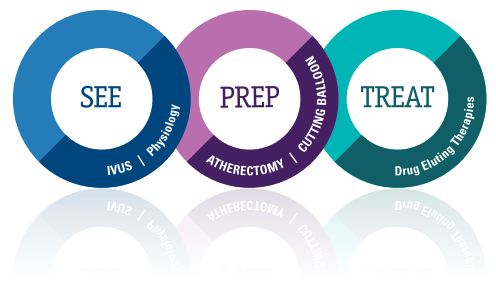 SEE
IVUS | Physiology
PREP
ATHERECTOMY | CUTTING BALLOON
TREAT
Drug Eluting Therapies